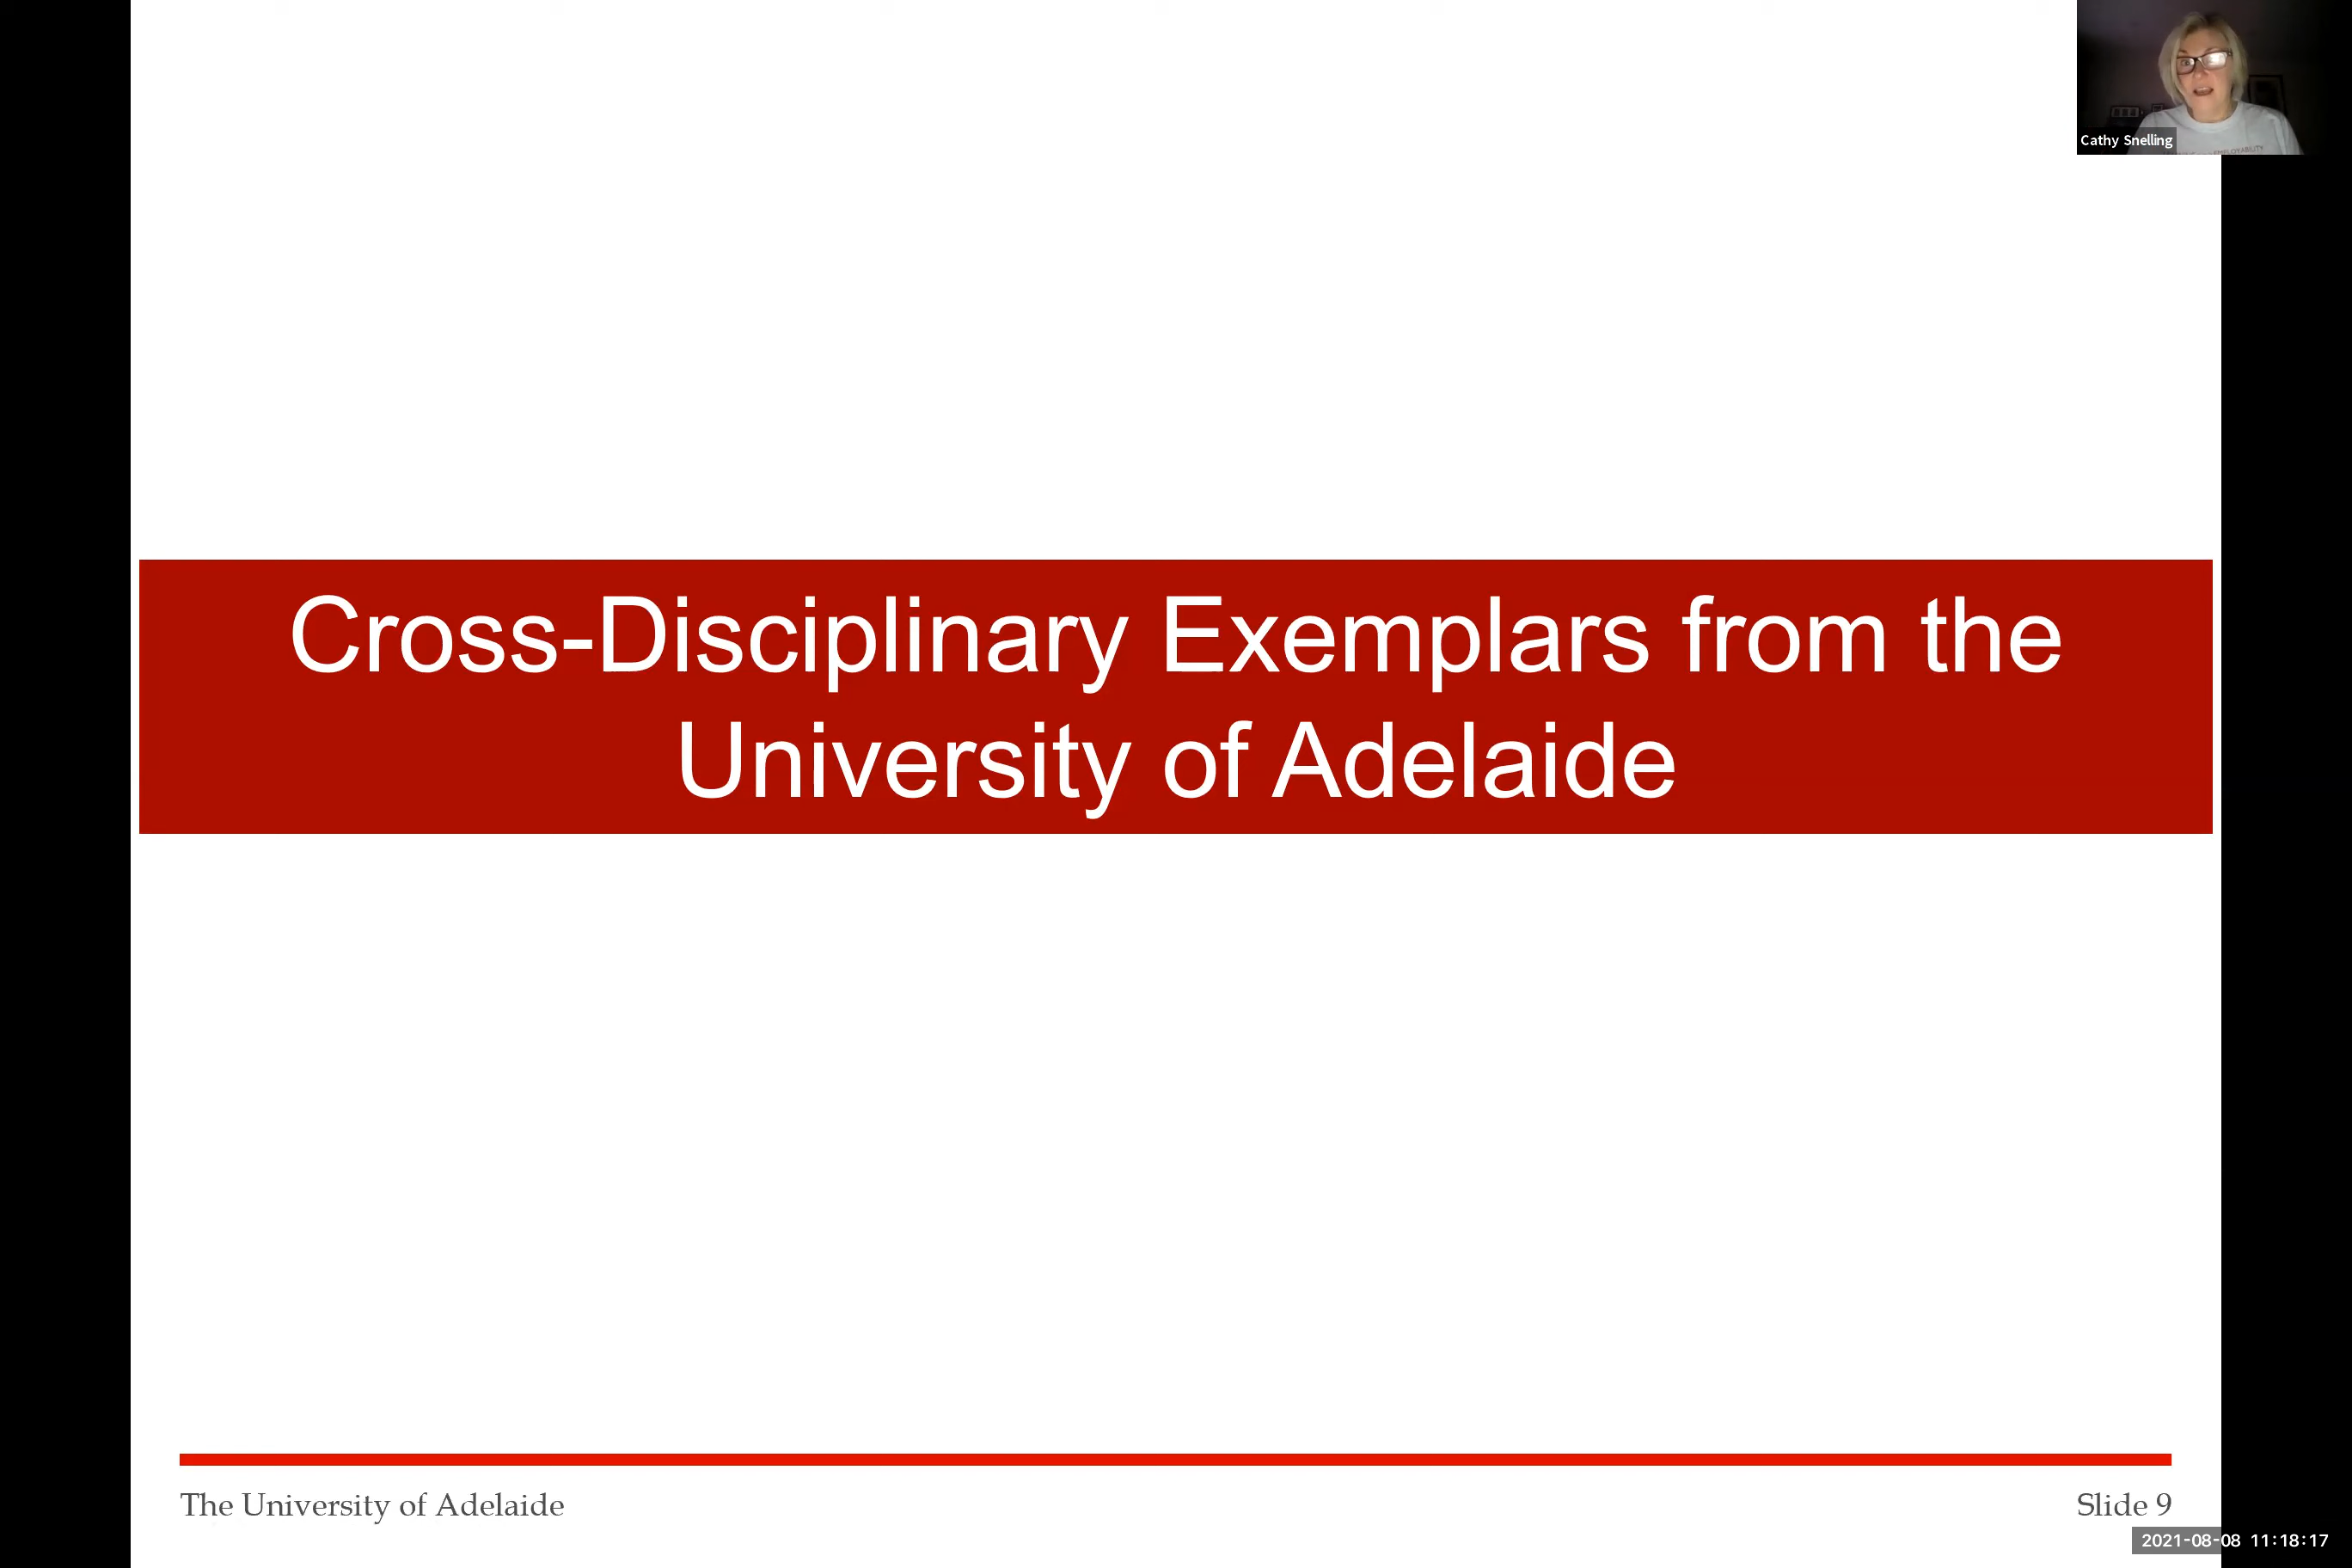 Cathy Snelling
EMPLOYABILITY
Cross-Disciplinary Exemplars from the
University of Adelaide
The University of Adelaide
Slide 9
2021-08-08 11:18:17